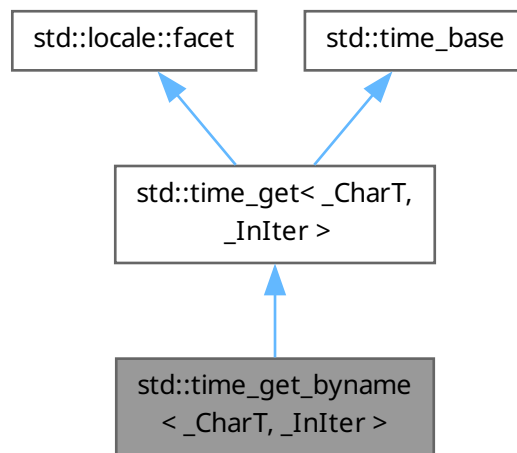 std::locale::facet
std::time_base
std::time_get< _CharT,
_InIter >
std::time_get_byname
< _CharT, _InIter >